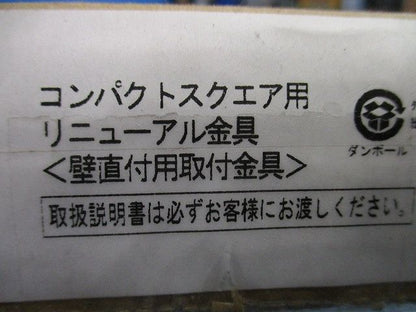 コンパクトスクエア用
リニューアル金具
<壁直付用取付金具>
ダンボール
取扱説明書は必ずお客様にお渡しください。